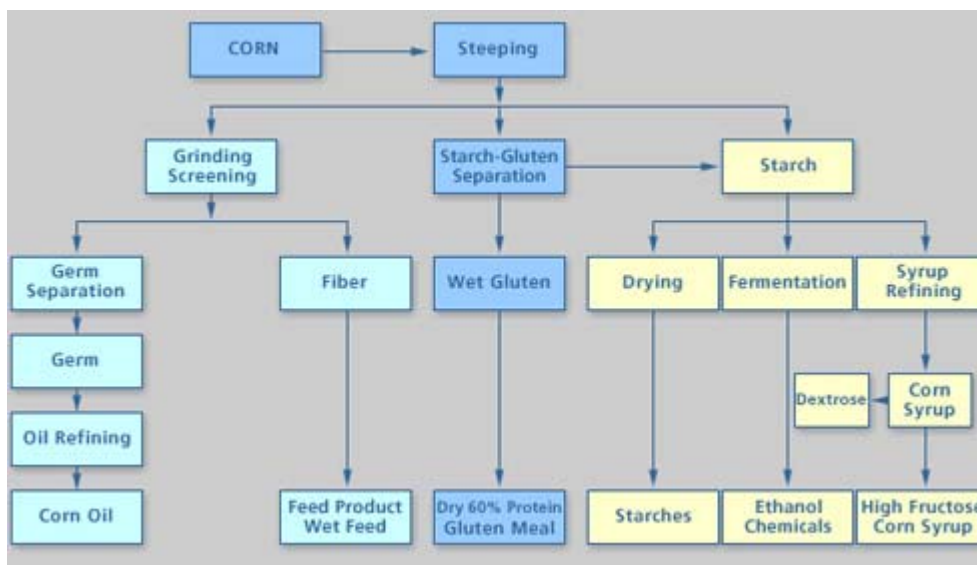 CORN
Steeping
Grinding
Screening
Starch-Gluten
Separation
Starch
Germ
Separation
Fiber
Wet Gluten
Drying
Fermentation
Syrup
Refining
Germ
Dextrose
Corn
Syrup
Oil Refining
Corn Oil
Feed Product
Wet Feed
Dry 60% Protein
Gluten Meal
Starches
Ethanol
Chemicals
High Fructose
Corn Syrup